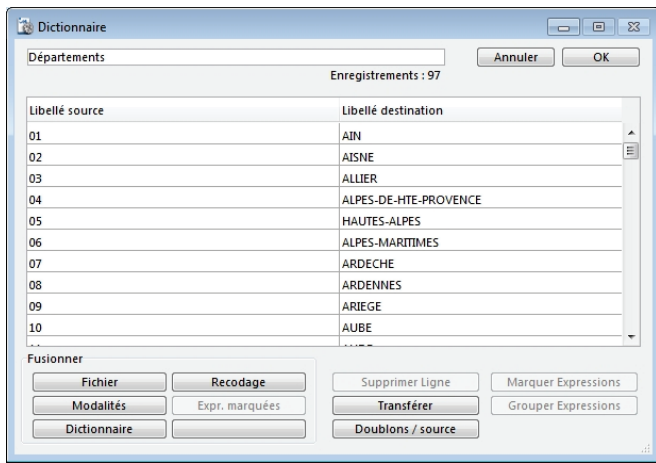 Dictionnaire
Départements
Annuler
OK
Enregistrements : 97
Libellé source Libellé destination
01 AIN
02 AISNE
03 ALLIER
04 ALPES-DE-HTE-PROVENCE
05 HAUTES-ALPES
06 ALPES-MARITIMES
07 ARDECHE
08 ARDENNES
09 ARIEGE
10 AUBE
Fusionner
Fichier Recodage Supprimer Ligne Marquer Expressions
Modalités Expr. marquées Transférer Grouper Expressions
Dictionnaire Doublons / source